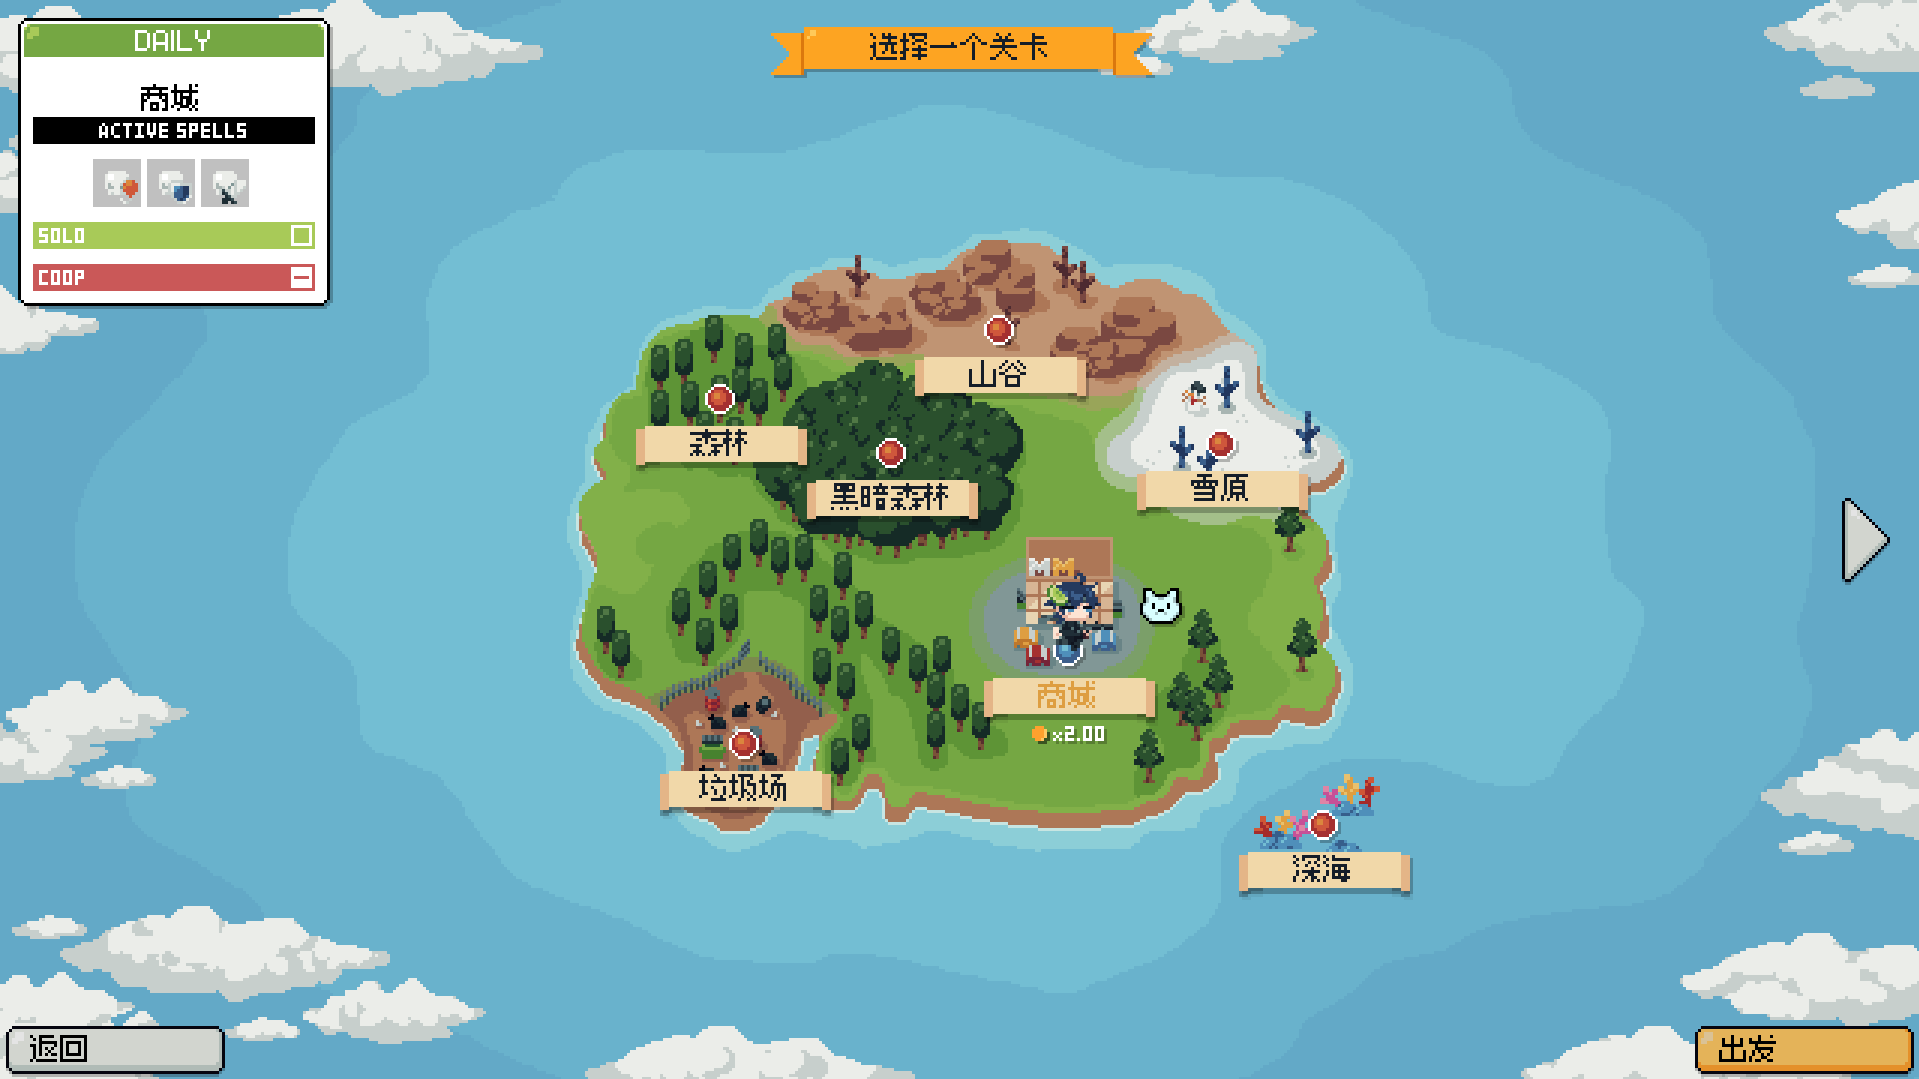 DAILY
商城
ACTIVE SPELLS
SOLO
COOP
选择一个关卡
山谷
森林
黑暗森林
雪原
商城
x2.00
垃圾场
深海
返回
出发